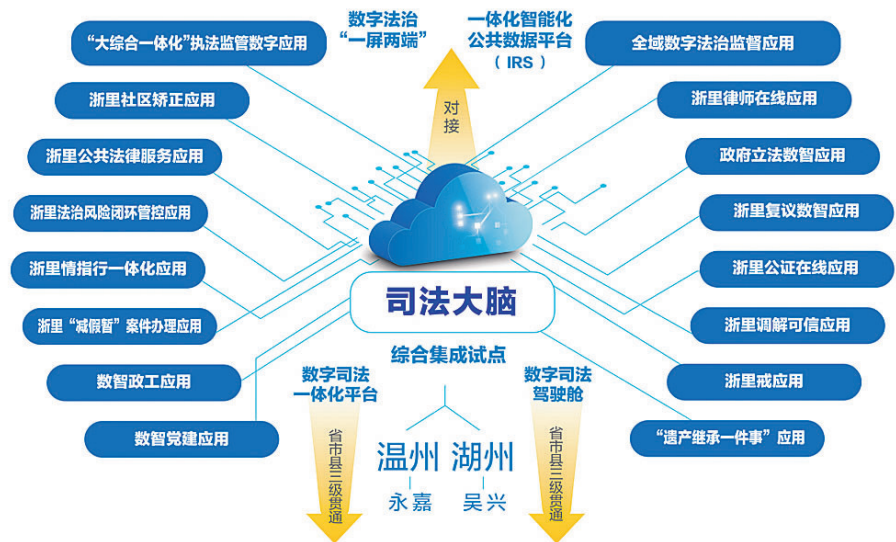 数字法治
“一屏两端”
一体化智能化
公共数据平台
（IRS）
对接
“大综合一体化”执法监管数字应用
浙里社区矫正应用
浙里公共法律服务应用
浙里法治风险闭环管控应用
浙里情指行一体化应用
浙里“减假暂”案件办理应用
数智政工应用
数智党建应用
全域数字法治监督应用
浙里律师在线应用
政府立法数智应用
浙里复议数智应用
浙里公证在线应用
浙里调解可信应用
浙里戒应用
“遗产继承一件事”应用
司法大脑
综合集成试点
数字司法
一体化平台
省市县三级贯通
温州
湖州
永嘉
吴兴
数字司法
驾驶舱
省市县三级贯通